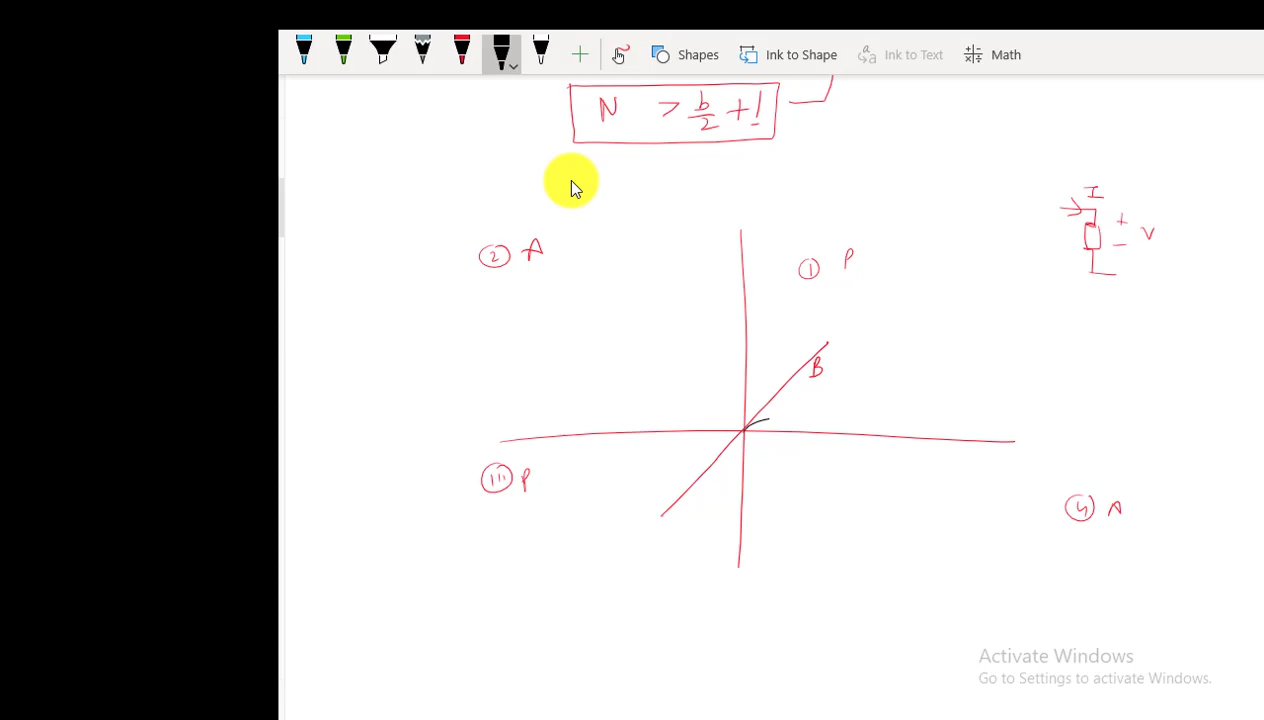 Shapes Ink to Shape Ink to Text Math
N > b/2 + 1
I
+
- V
② A
① P
B
(III) P
④ A
Activate Windows
Go to Settings to activate Windows.